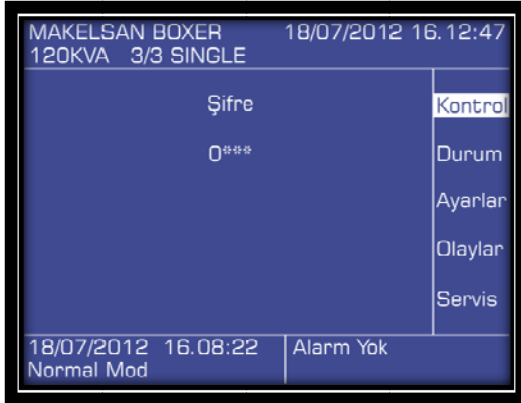 MAKELSAN BOXER 18/07/2012 16.12:47
120KVA 3/3 SINGLE
Şifre
0***
Kontrol
Durum
Ayarlar
Olaylar
Servis
18/07/2012 16.08:22 Alarm Yok
Normal Mod